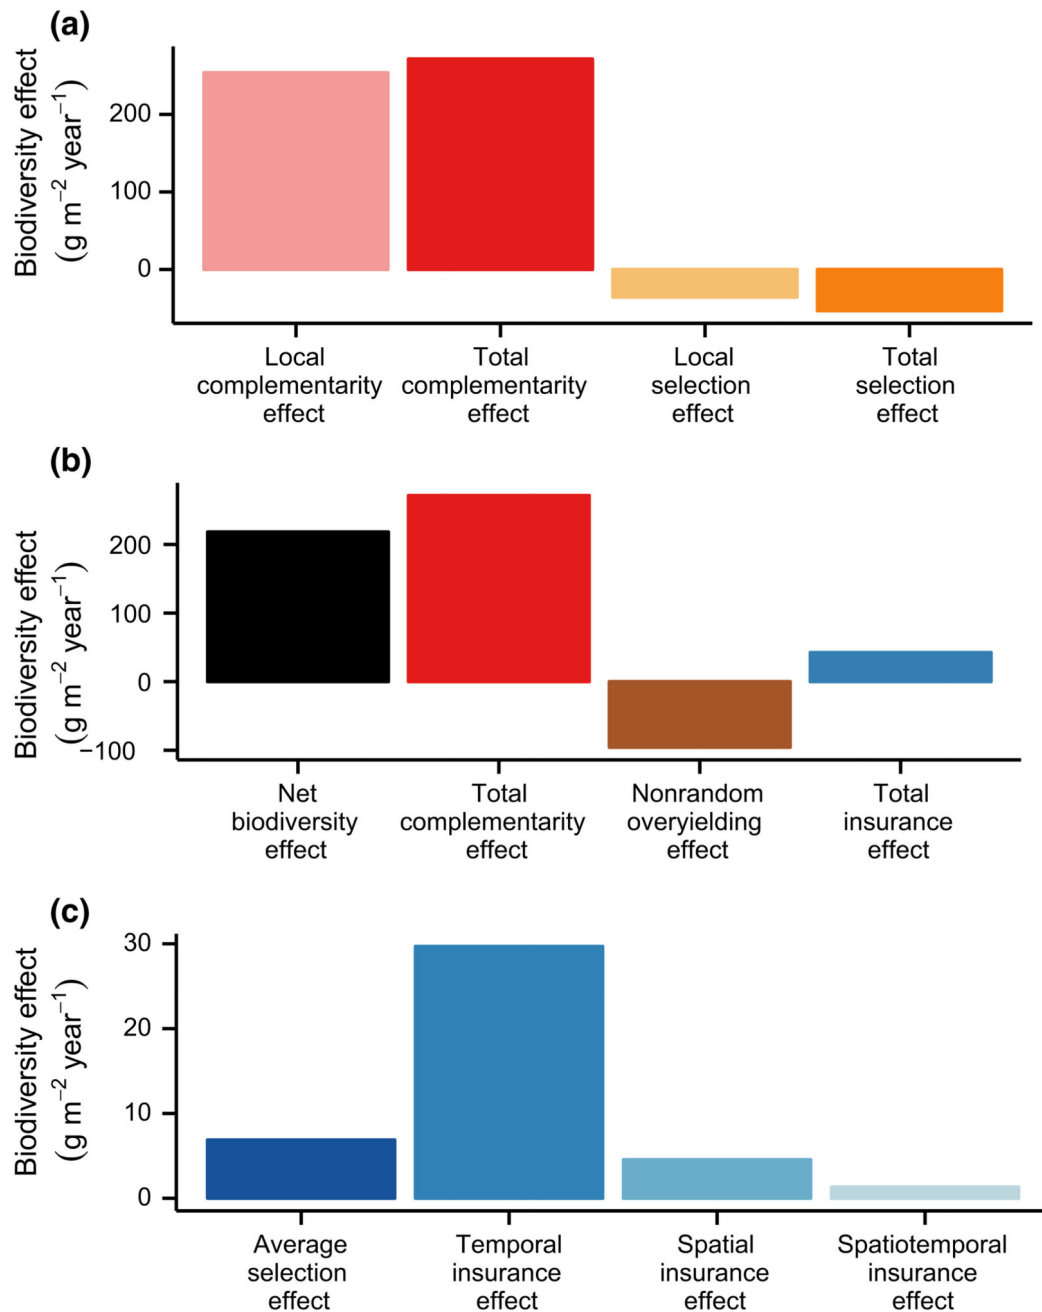 (a)
Biodiversity effect
(g m⁻² year⁻¹)
200
100
0
Local
complementarity
effect
Total
complementarity
effect
Local
selection
effect
Total
selection
effect
(b)
Biodiversity effect
(g m⁻² year⁻¹)
200
100
0
−100
Net
biodiversity
effect
Total
complementarity
effect
Nonrandom
overyielding
effect
Total
insurance
effect
(c)
Biodiversity effect
(g m⁻² year⁻¹)
30
20
10
0
Average
selection
effect
Temporal
insurance
effect
Spatial
insurance
effect
Spatiotemporal
insurance
effect